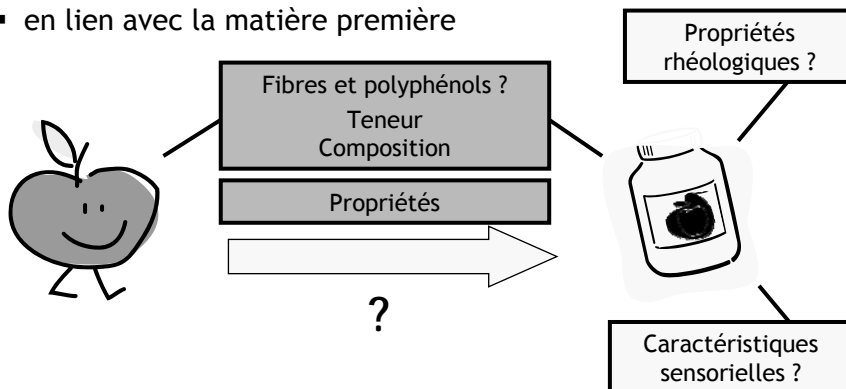 ▪ en lien avec la matière première
Propriétés
rhéologiques ?
Fibres et polyphénols ?
Teneur
Composition
Propriétés
?
Caractéristiques
sensorielles ?